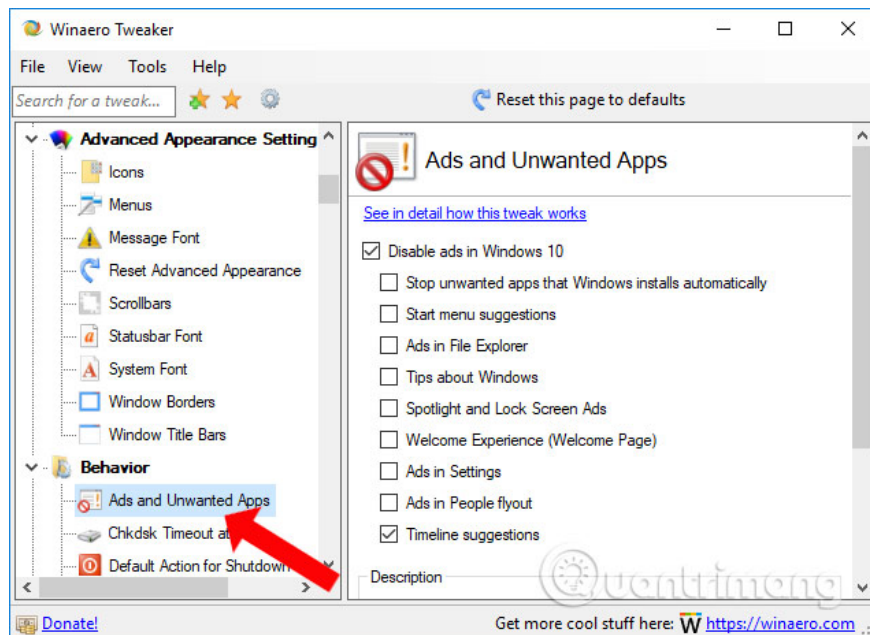 Winaero Tweaker
File View Tools Help
Search for a tweak...
Reset this page to defaults
Advanced Appearance Setting
Icons
Menus
Message Font
Reset Advanced Appearance
Scrollbars
Statusbar Font
System Font
Window Borders
Window Title Bars
Behavior
Ads and Unwanted Apps
Chkdsk Timeout at
Default Action for Shutdown
Ads and Unwanted Apps
See in detail how this tweak works
Disable ads in Windows 10
Stop unwanted apps that Windows installs automatically
Start menu suggestions
Ads in File Explorer
Tips about Windows
Spotlight and Lock Screen Ads
Welcome Experience (Welcome Page)
Ads in Settings
Ads in People flyout
Timeline suggestions
Description
Quantrimang
Donate!
Get more cool stuff here: W https://winaero.com